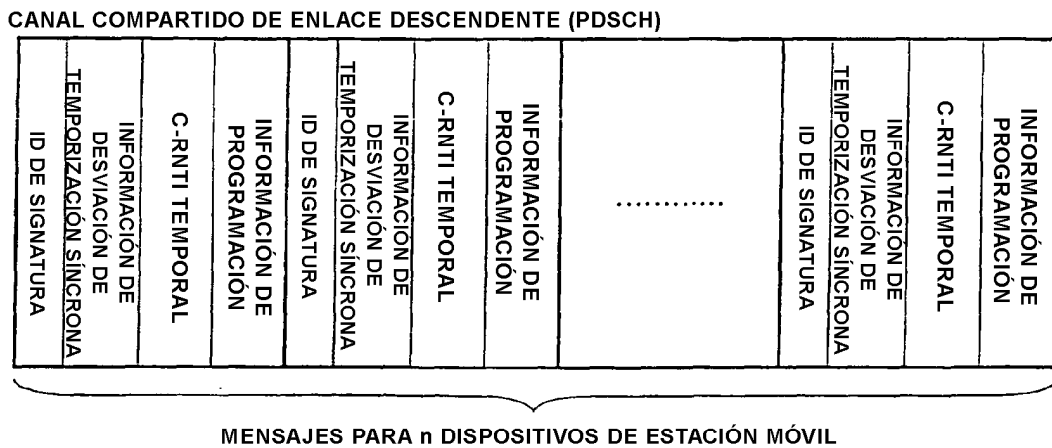 CANAL COMPARTIDO DE ENLACE DESCENDENTE (PDSCH)
ID DE SIGNATURA
INFORMACIÓN DE
DESVIACIÓN DE
TEMPORIZACIÓN SÍNCRONA
C-RNTI TEMPORAL
INFORMACIÓN DE
PROGRAMACIÓN
ID DE SIGNATURA
INFORMACIÓN DE
DESVIACIÓN DE
TEMPORIZACIÓN SÍNCRONA
C-RNTI TEMPORAL
INFORMACIÓN DE
PROGRAMACIÓN
............
ID DE SIGNATURA
INFORMACIÓN DE
DESVIACIÓN DE
TEMPORIZACIÓN SÍNCRONA
C-RNTI TEMPORAL
INFORMACIÓN DE
PROGRAMACIÓN
MENSAJES PARA n DISPOSITIVOS DE ESTACIÓN MÓVIL